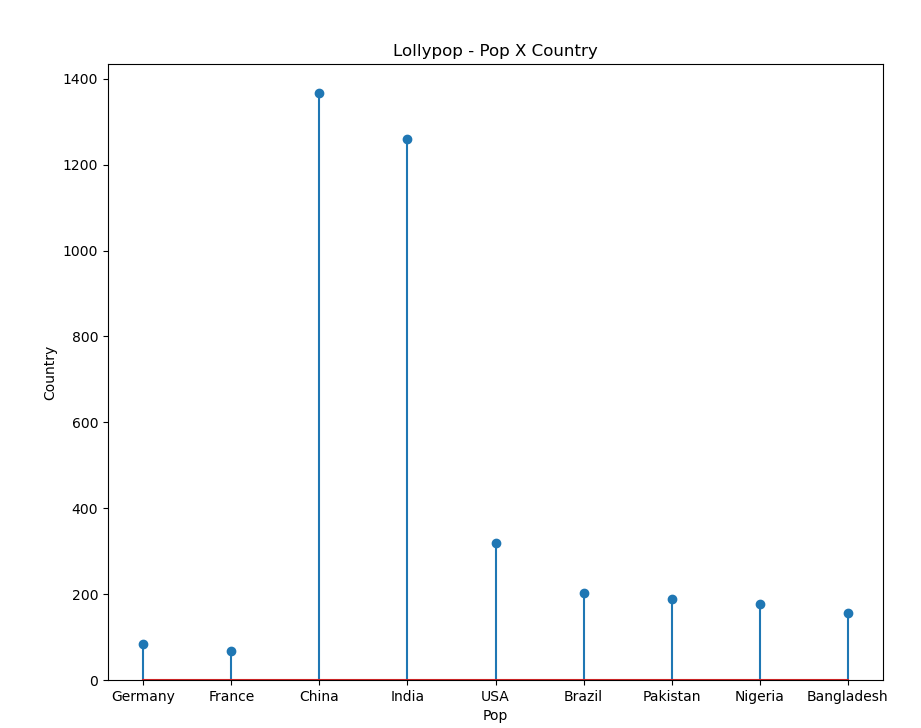 Lollypop - Pop X Country
1400
1200
1000
800
600
400
200
0
Country
Germany France China India USA Brazil Pakistan Nigeria Bangladesh
Pop